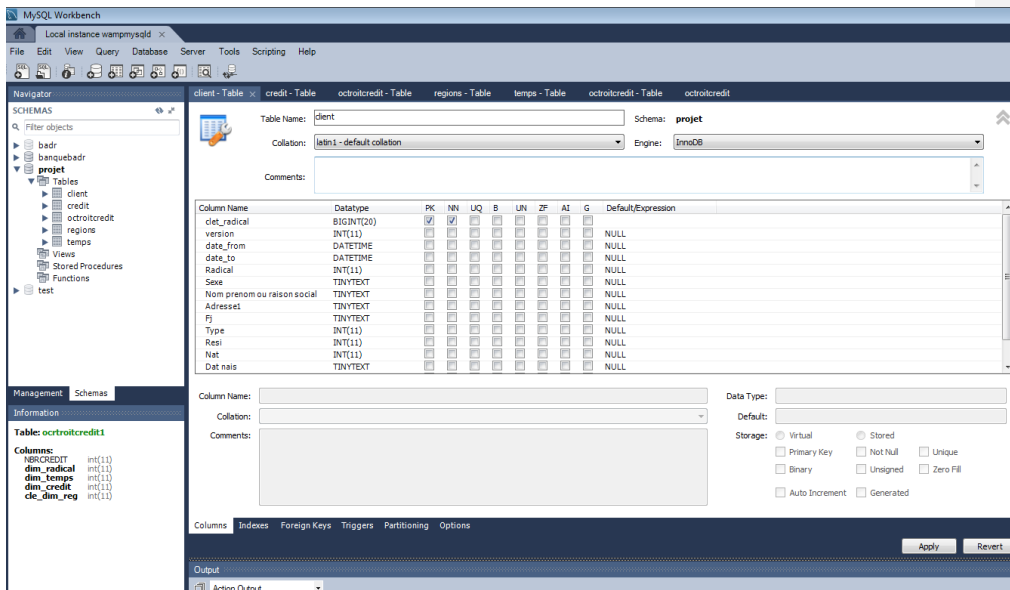 MySQL Workbench
Local instance wampmysqld ×
File Edit View Query Database Server Tools Scripting Help
Navigator
client - Table × credit - Table octroitcredit - Table regions - Table temps - Table octroitcredit - Table octroitcredit
SCHEMAS
Filter objects
badr
banquebadr
projet
Tables
client
credit
octroitcredit
regions
temps
Views
Stored Procedures
Functions
test
Table Name: client Schema: projet
Collation: latin1 - default collation Engine: InnoDB
Comments:
Column Name Datatype PK NN UQ B UN ZF AI G Default/Expression
clet_radical BIGINT(20)
version INT(11) NULL
date_from DATETIME NULL
date_to DATETIME NULL
Radical INT(11) NULL
Sexe TINYTEXT NULL
Nom prenom ou raison social TINYTEXT NULL
Adresse1 TINYTEXT NULL
Fj TINYTEXT NULL
Type INT(11) NULL
Resi INT(11) NULL
Nat INT(11) NULL
Dat nais TINYTEXT NULL
Management Schemas
Information
Table: ocrtroitcredit1
Columns:
NBRCREDIT int(11)
dim_radical int(11)
dim_temps int(11)
dim_credit int(11)
cle_dim_reg int(11)
Column Name: Data Type:
Collation: Default:
Comments: Storage: Virtual Stored
Primary Key Not Null Unique
Binary Unsigned Zero Fill
Auto Increment Generated
Columns Indexes Foreign Keys Triggers Partitioning Options
Apply Revert
Output
Action Output